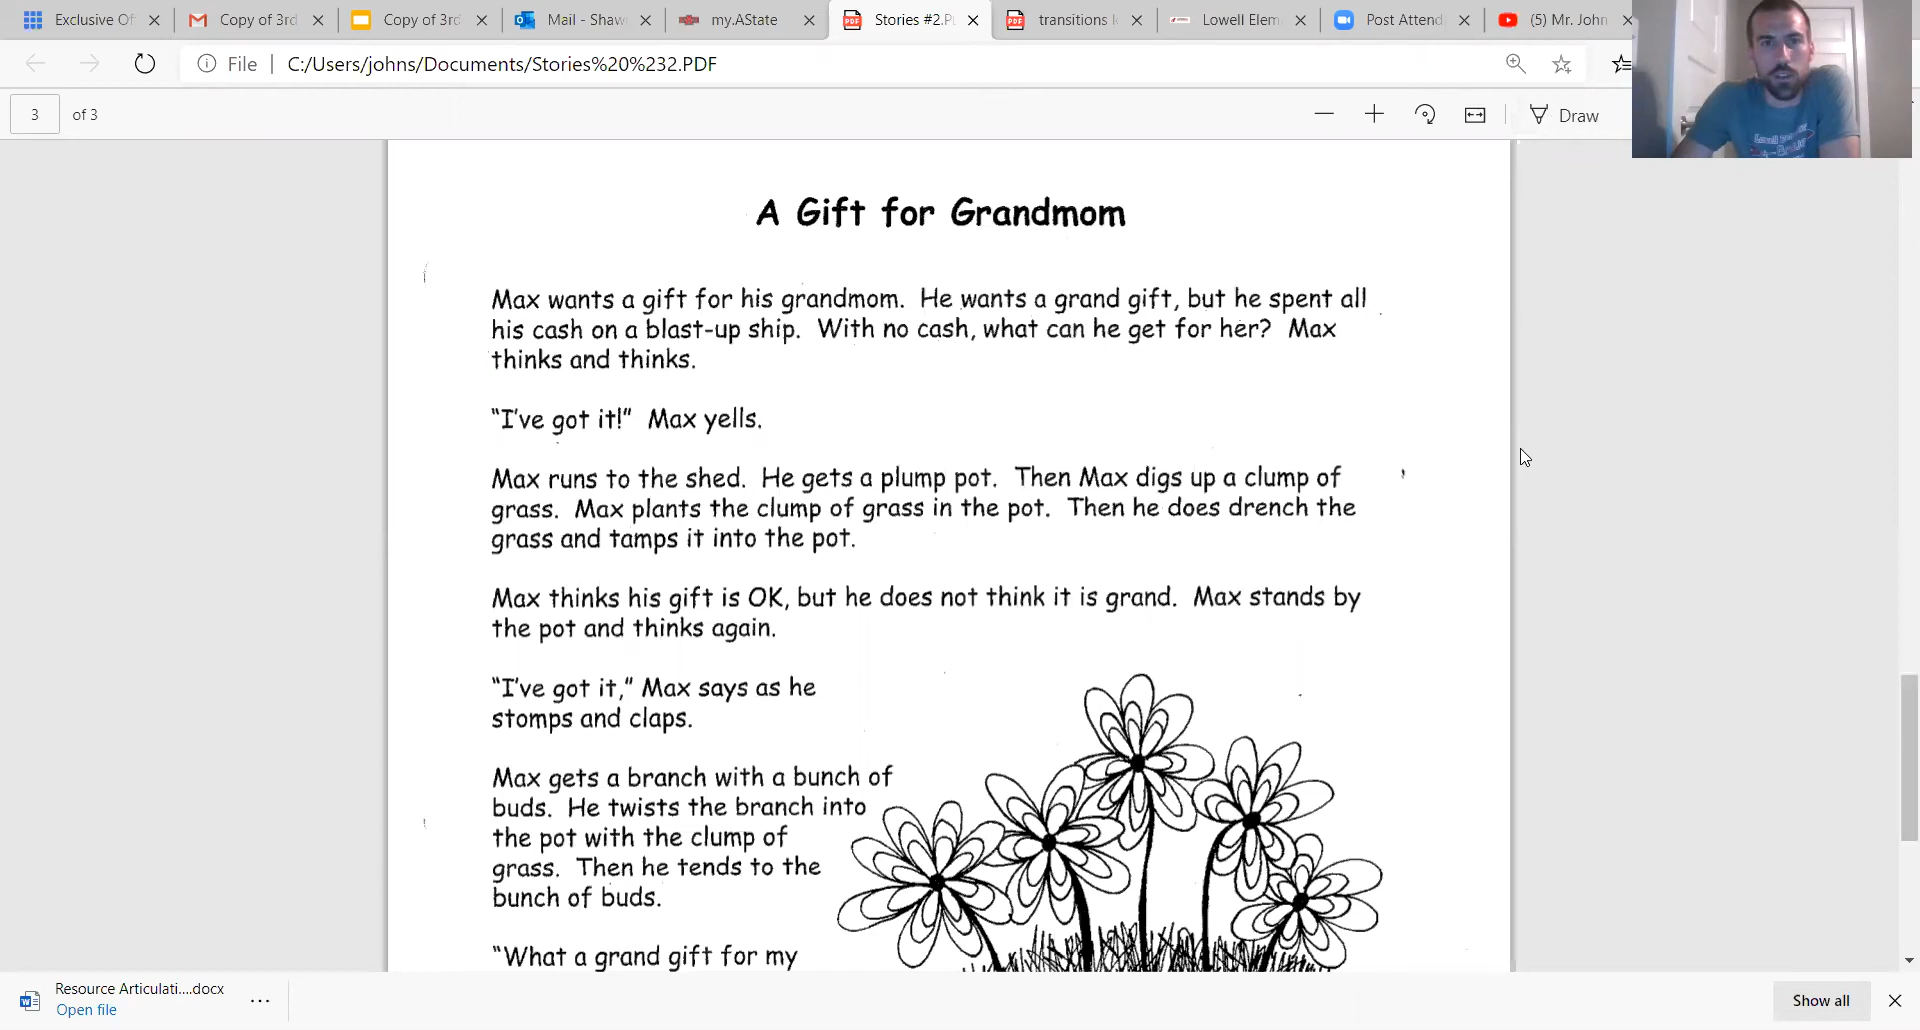 Exclusive Of
Copy of 3rd
Copy of 3rd
Mail - Shaw
my.AState
Stories #2.P
transitions
Lowell Elem
Post Attend
(5) Mr. John
File
C:/Users/johns/Documents/Stories%20%232.PDF
3 of 3
Draw
A Gift for Grandmom
Max wants a gift for his grandmom. He wants a grand gift, but he spent all
his cash on a blast-up ship. With no cash, what can he get for her? Max
thinks and thinks.
"I've got it!" Max yells.
Max runs to the shed. He gets a plump pot. Then Max digs up a clump of
grass. Max plants the clump of grass in the pot. Then he does drench the
grass and tamps it into the pot.
Max thinks his gift is OK, but he does not think it is grand. Max stands by
the pot and thinks again.
"I've got it," Max says as he
stomps and claps.
Max gets a branch with a bunch of
buds. He twists the branch into
the pot with the clump of
grass. Then he tends to the
bunch of buds.
"What a grand gift for my
Resource Articulati....docx
Open file
Show all